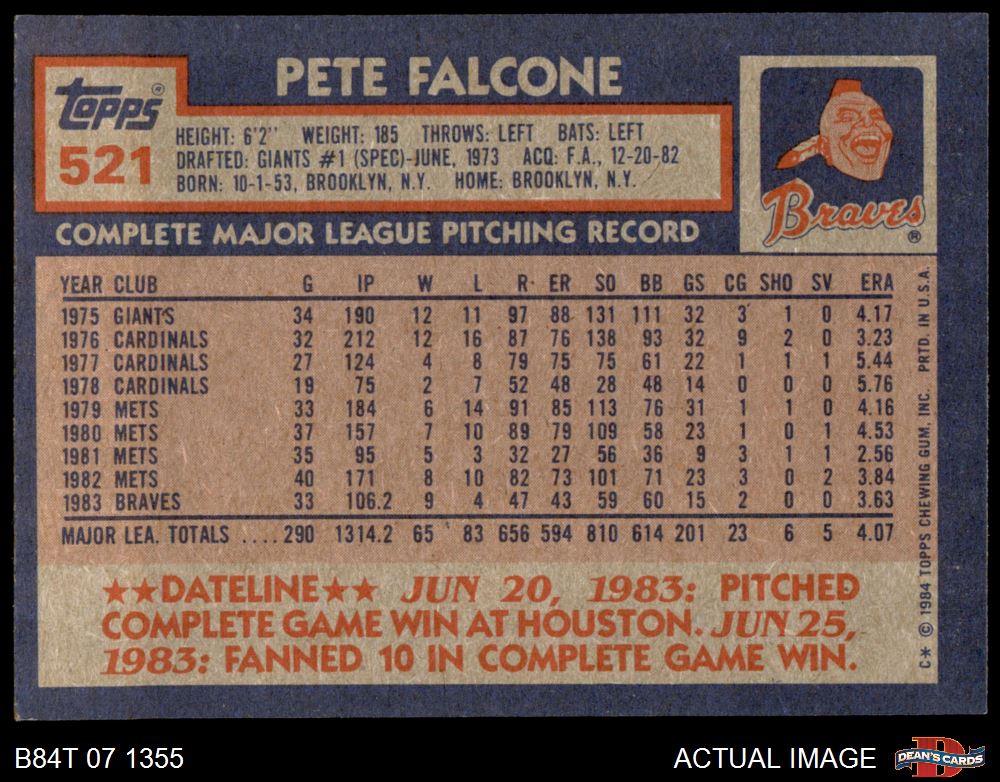 PETE FALCONE
Topps®
521
HEIGHT: 6'2" WEIGHT: 185 THROWS: LEFT BATS: LEFT
DRAFTED: GIANTS #1 (SPEC)-JUNE, 1973 ACQ: F.A., 12-20-82
BORN: 10-1-53, BROOKLYN, N.Y. HOME: BROOKLYN, N.Y.
Braves®
COMPLETE MAJOR LEAGUE PITCHING RECORD
YEAR CLUB G IP W L R ER SO BB GS CG SHO SV ERA
1975 GIANTS 34 190 12 11 97 88 131 111 32 3 1 0 4.17
1976 CARDINALS 32 212 12 16 87 76 138 93 32 9 2 0 3.23
1977 CARDINALS 27 124 4 8 79 75 75 61 22 1 1 1 5.44
1978 CARDINALS 19 75 2 7 52 48 28 48 14 0 0 0 5.76
1979 METS 33 184 6 14 91 85 113 76 31 1 1 0 4.16
1980 METS 37 157 7 10 89 79 109 58 23 1 0 1 4.53
1981 METS 35 95 5 3 32 27 56 36 9 3 1 1 2.56
1982 METS 40 171 8 10 82 73 101 71 23 3 0 2 3.84
1983 BRAVES 33 106.2 9 4 47 43 59 60 15 2 0 0 3.63
MAJOR LEA. TOTALS .... 290 1314.2 65 83 656 594 810 614 201 23 6 5 4.07
★★DATELINE★★ JUN 20, 1983: PITCHED
COMPLETE GAME WIN AT HOUSTON. JUN 25,
1983: FANNED 10 IN COMPLETE GAME WIN.
C* © 1984 TOPPS CHEWING GUM, INC. PRTD. IN U.S.A.
B84T 07 1355
ACTUAL IMAGE
D DEAN'S CARDS